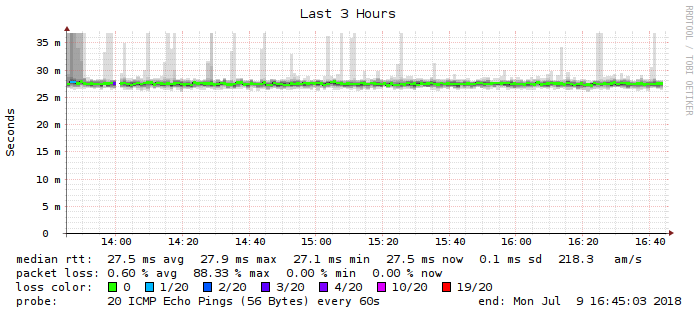 Last 3 Hours
RRDTOOL / TOBI OETIKER
Seconds
35 m
30 m
25 m
20 m
15 m
10 m
5 m
0
14:00 14:20 14:40 15:00 15:20 15:40 16:00 16:20 16:40
median rtt: 27.5 ms avg 27.9 ms max 27.1 ms min 27.5 ms now 0.1 ms sd 218.3 am/s
packet loss: 0.60 % avg 88.33 % max 0.00 % min 0.00 % now
loss color: 0 1/20 2/20 3/20 4/20 10/20 19/20
probe: 20 ICMP Echo Pings (56 Bytes) every 60s end: Mon Jul 9 16:45:03 2018